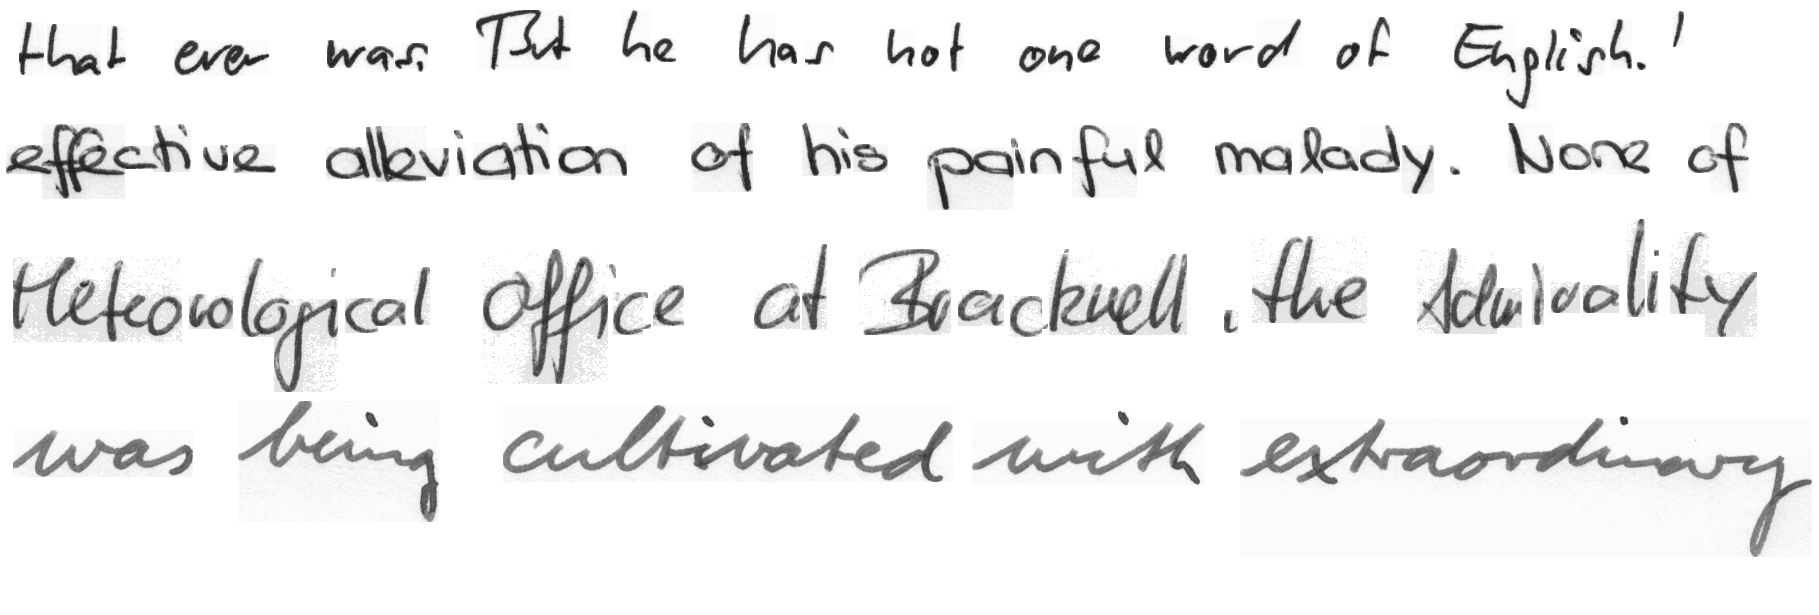 that ever was. But he has not one word of English.'
effective alleviation of his painful malady. None of
Meteorological Office at Bracknell, the Admirality
was being cultivated with extraordinary